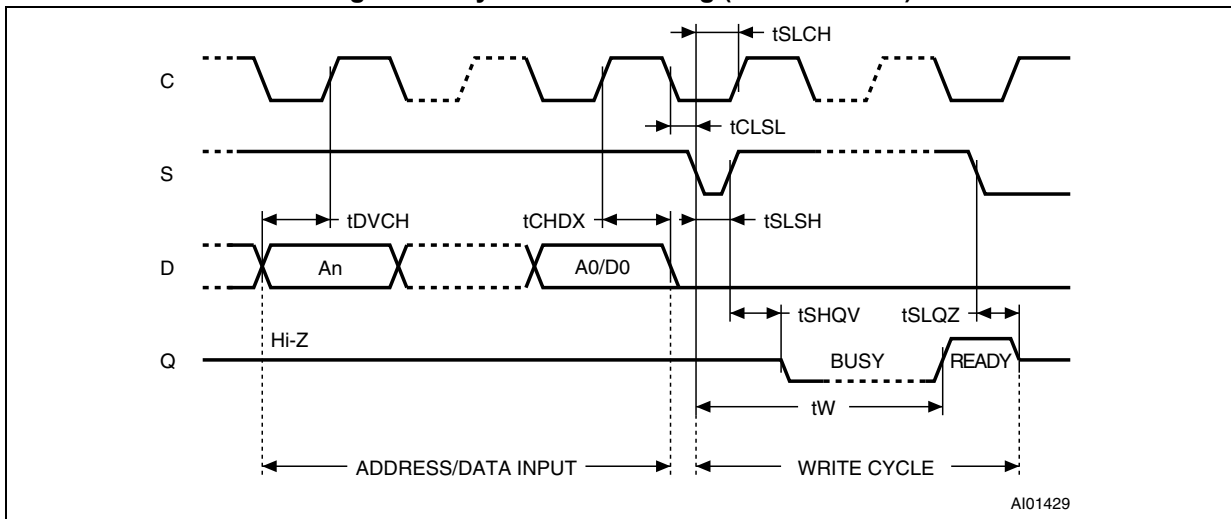 tSLCH
C
tCLSL
S
tDVCH
tCHDX
tSLSH
D
An
A0/D0
tSHQV
tSLQZ
Hi-Z
Q
BUSY
READY
tW
ADDRESS/DATA INPUT
WRITE CYCLE
AI01429